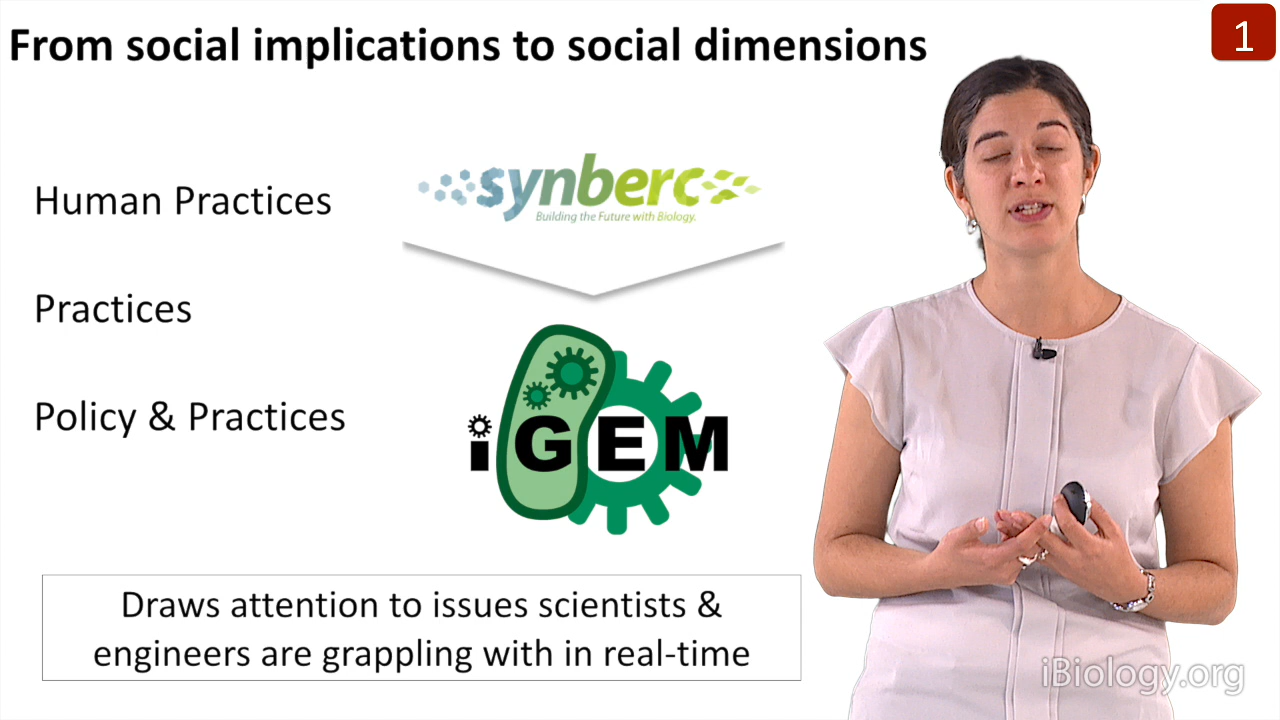 From social implications to social dimensions
1
Human Practices
synberc
Building the Future with Biology.
Practices
iGEM
Policy & Practices
Draws attention to issues scientists &
engineers are grappling with in real-time
iBiology.org